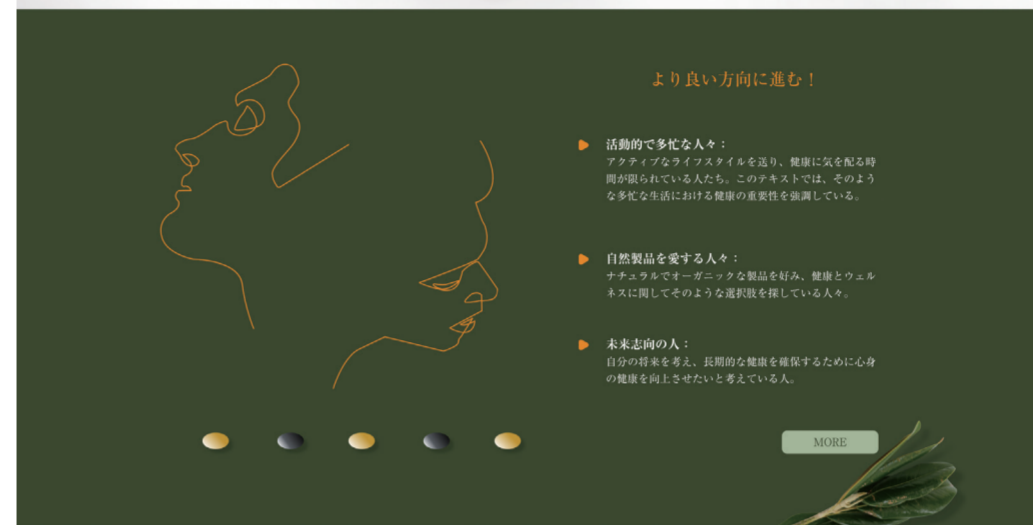 より良い方向に進む！
活動的で多忙な人々：
アクティブなライフスタイルを送り、健康に気を配る時
間が限られている人たち。このテキストでは、そのよう
な多忙な生活における健康の重要性を強調している。
自然製品を愛する人々：
ナチュラルでオーガニックな製品を好み、健康とウェル
ネスに関してそのような選択肢を探している人々。
未来志向の人：
自分の将来を考え、長期的な健康を確保するために心身
の健康を向上させたいと考えている人。
MORE